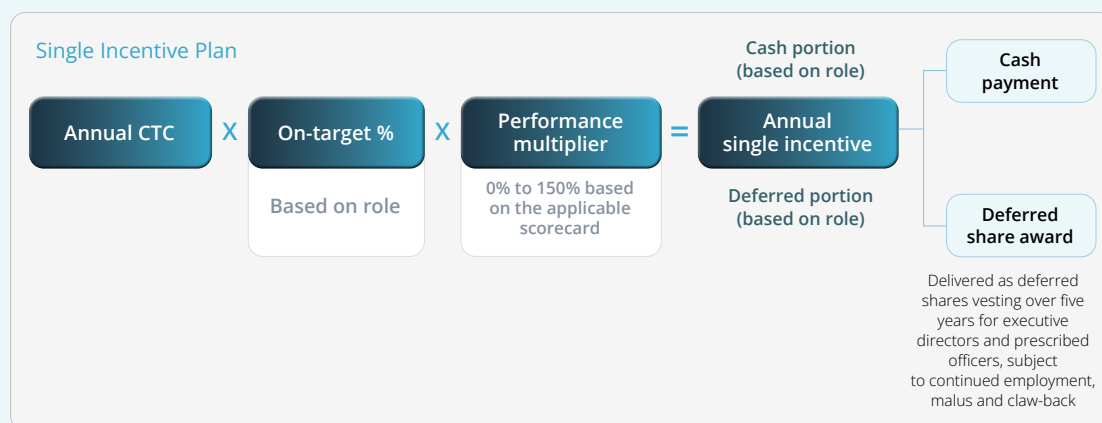 Single Incentive Plan
Annual CTC
X
On-target %
Based on role
X
Performance
multiplier
0% to 150% based
on the applicable
scorecard
=
Cash portion
(based on role)
Annual
single incentive
Deferred portion
(based on role)
Cash
payment
Deferred
share award
Delivered as deferred
shares vesting over five
years for executive
directors and prescribed
officers, subject
to continued employment,
malus and claw-back